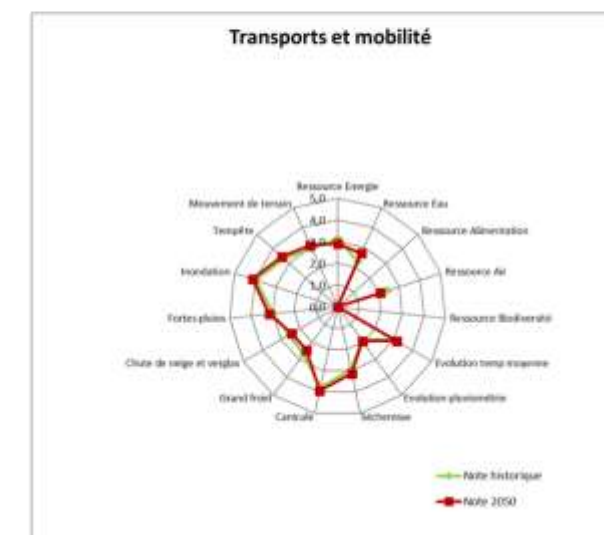 Transports et mobilité
Ressource Energie
Mouvement de terrain
5,0
Ressource Eau
4,0
Tempête
Ressource Alimentation
3,0
Inondation
2,0
Ressource Air
1,0
Fortes pluies
0,0
Ressource Biodiversité
Chute de neige et verglas
Evolution temp moyenne
Grand froid
Evolution pluviométrie
Canicule
Sécheresse
Note historique
Note 2050